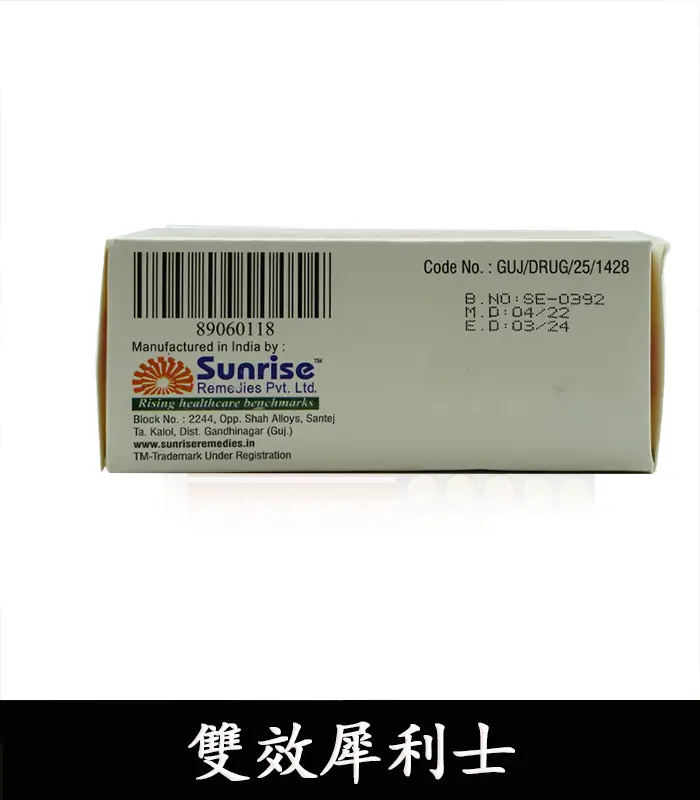 89060118
Manufactured in India by :
Sunrise™
Remedies Pvt. Ltd.
Rising healthcare benchmarks
Block No. : 2244, Opp. Shah Alloys, Santej
Ta. Kalol, Dist. Gandhinagar (Guj.)
www.sunriseremedies.in
TM-Trademark Under Registration
Code No. : GUJ/DRUG/25/1428
B.NO:SE-0392
M.D:04/22
E.D:03/24
雙效犀利士